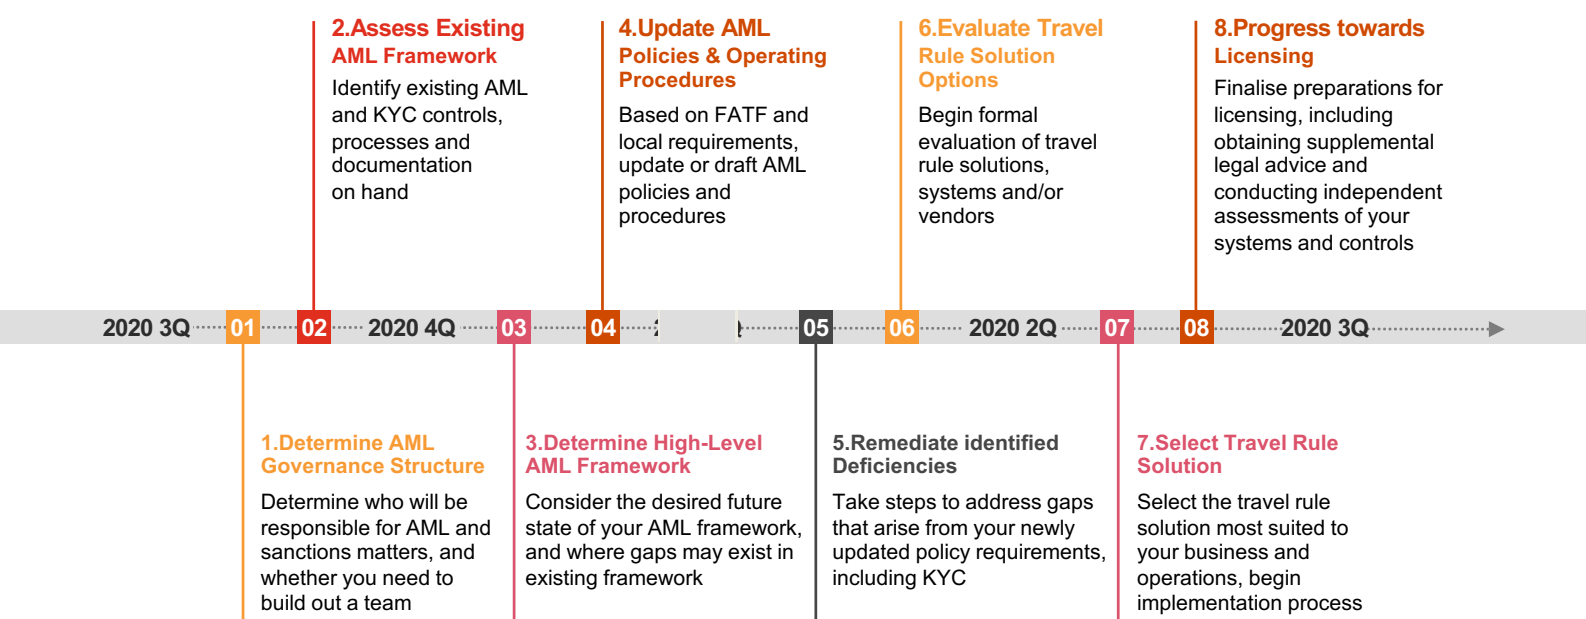 2.Assess Existing
AML Framework
Identify existing AML
and KYC controls,
processes and
documentation
on hand
4.Update AML
Policies & Operating
Procedures
Based on FATF and
local requirements,
update or draft AML
policies and
procedures
6.Evaluate Travel
Rule Solution
Options
Begin formal
evaluation of travel
rule solutions,
systems and/or
vendors
8.Progress towards
Licensing
Finalise preparations for
licensing, including
obtaining supplemental
legal advice and
conducting independent
assessments of your
systems and controls
2020 3Q 01 02 2020 4Q 03 04 05 06 2020 2Q 07 08 2020 3Q
1.Determine AML
Governance Structure
Determine who will be
responsible for AML and
sanctions matters, and
whether you need to
build out a team
3.Determine High-Level
AML Framework
Consider the desired future
state of your AML framework,
and where gaps may exist in
existing framework
5.Remediate identified
Deficiencies
Take steps to address gaps
that arise from your newly
updated policy requirements,
including KYC
7.Select Travel Rule
Solution
Select the travel rule
solution most suited to
your business and
operations, begin
implementation process